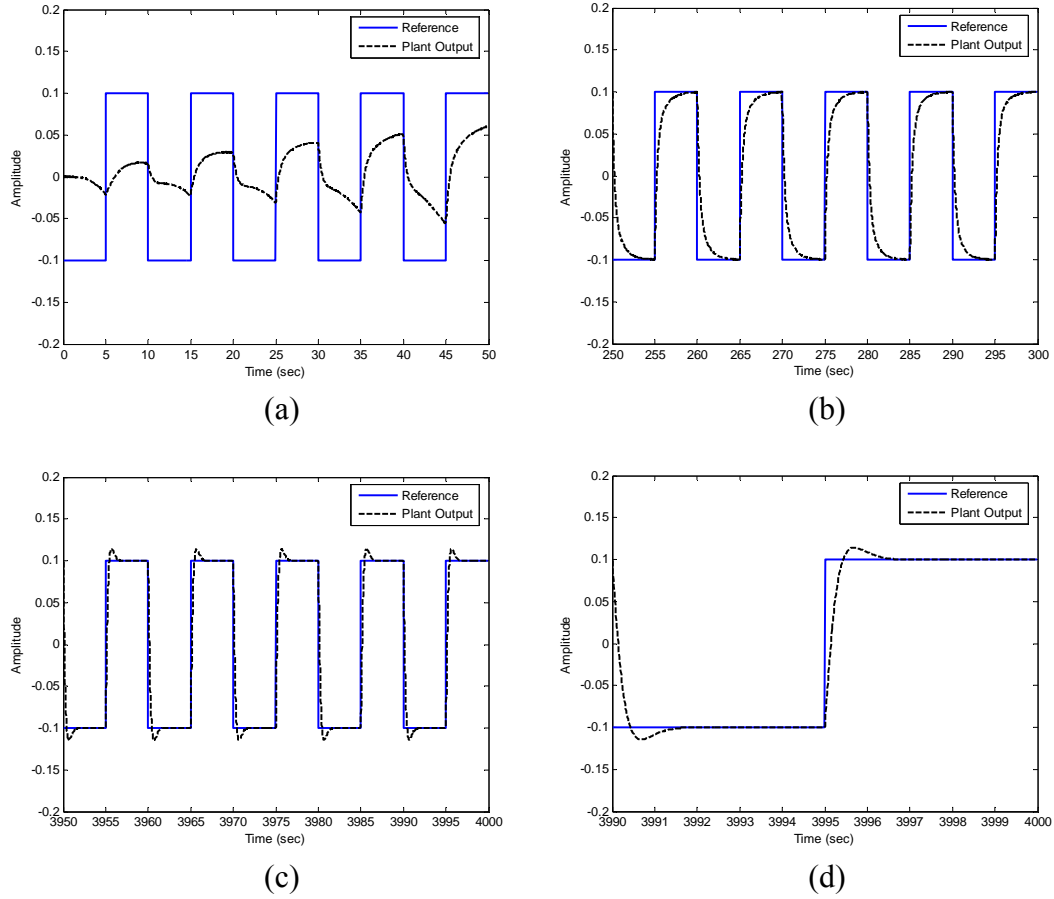 0.2
0.15
0.1
0.05
0
-0.05
-0.1
-0.15
-0.2
Amplitude
Reference
Plant Output
0 5 10 15 20 25 30 35 40 45 50
Time (sec)
(a)
0.2
0.15
0.1
0.05
0
-0.05
-0.1
-0.15
-0.2
Amplitude
Reference
Plant Output
250 255 260 265 270 275 280 285 290 295 300
Time (sec)
(b)
0.2
0.15
0.1
0.05
0
-0.05
-0.1
-0.15
-0.2
Amplitude
Reference
Plant Output
3950 3955 3960 3965 3970 3975 3980 3985 3990 3995 4000
Time (sec)
(c)
0.2
0.15
0.1
0.05
0
-0.05
-0.1
-0.15
-0.2
Amplitude
Reference
Plant Output
3990 3991 3992 3993 3994 3995 3996 3997 3998 3999 4000
Time (sec)
(d)